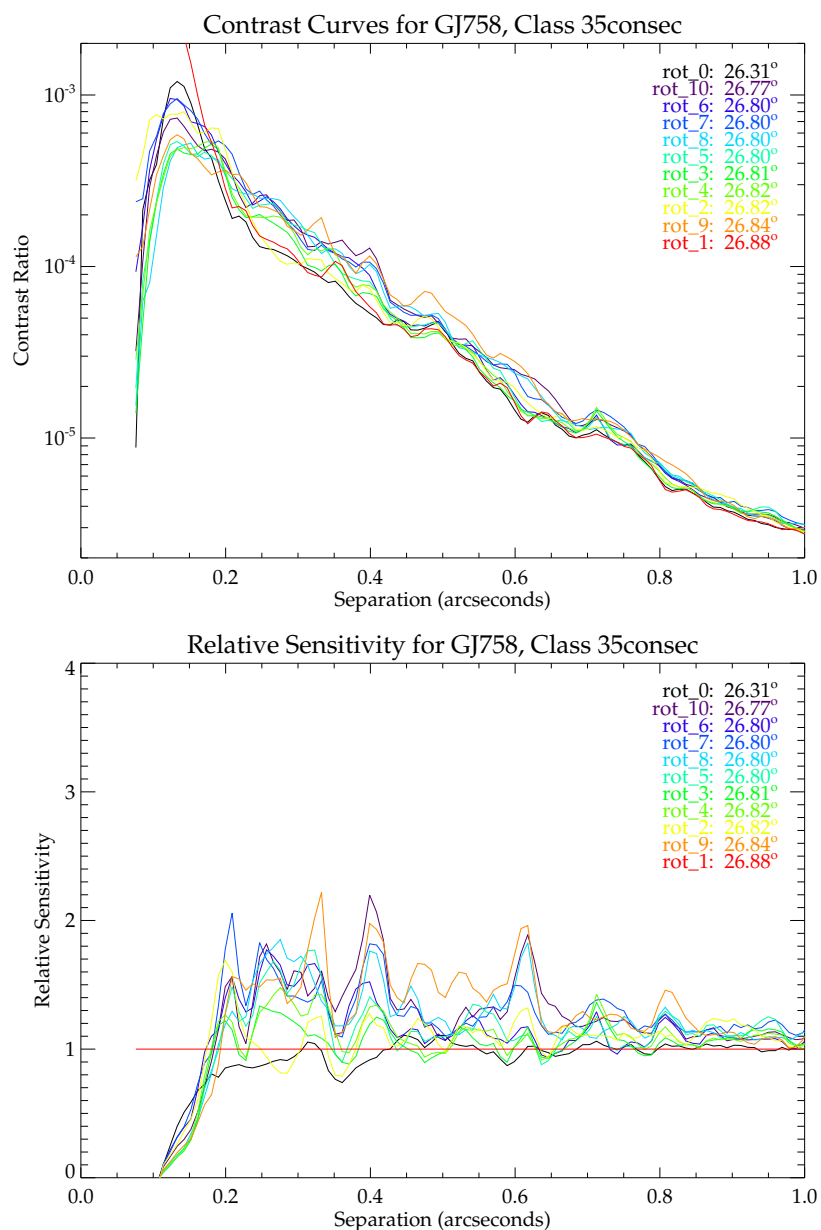 Contrast Curves for GJ758, Class 35consec
10⁻³
10⁻⁴
10⁻⁵
Contrast Ratio
rot_0: 26.31°
rot_10: 26.77°
rot_6: 26.80°
rot_7: 26.80°
rot_8: 26.80°
rot_5: 26.80°
rot_3: 26.81°
rot_4: 26.82°
rot_2: 26.82°
rot_9: 26.84°
rot_1: 26.88°
0.0 0.2 0.4 0.6 0.8 1.0
Separation (arcseconds)
Relative Sensitivity for GJ758, Class 35consec
4
3
2
1
0
Relative Sensitivity
rot_0: 26.31°
rot_10: 26.77°
rot_6: 26.80°
rot_7: 26.80°
rot_8: 26.80°
rot_5: 26.80°
rot_3: 26.81°
rot_4: 26.82°
rot_2: 26.82°
rot_9: 26.84°
rot_1: 26.88°
0.0 0.2 0.4 0.6 0.8 1.0
Separation (arcseconds)